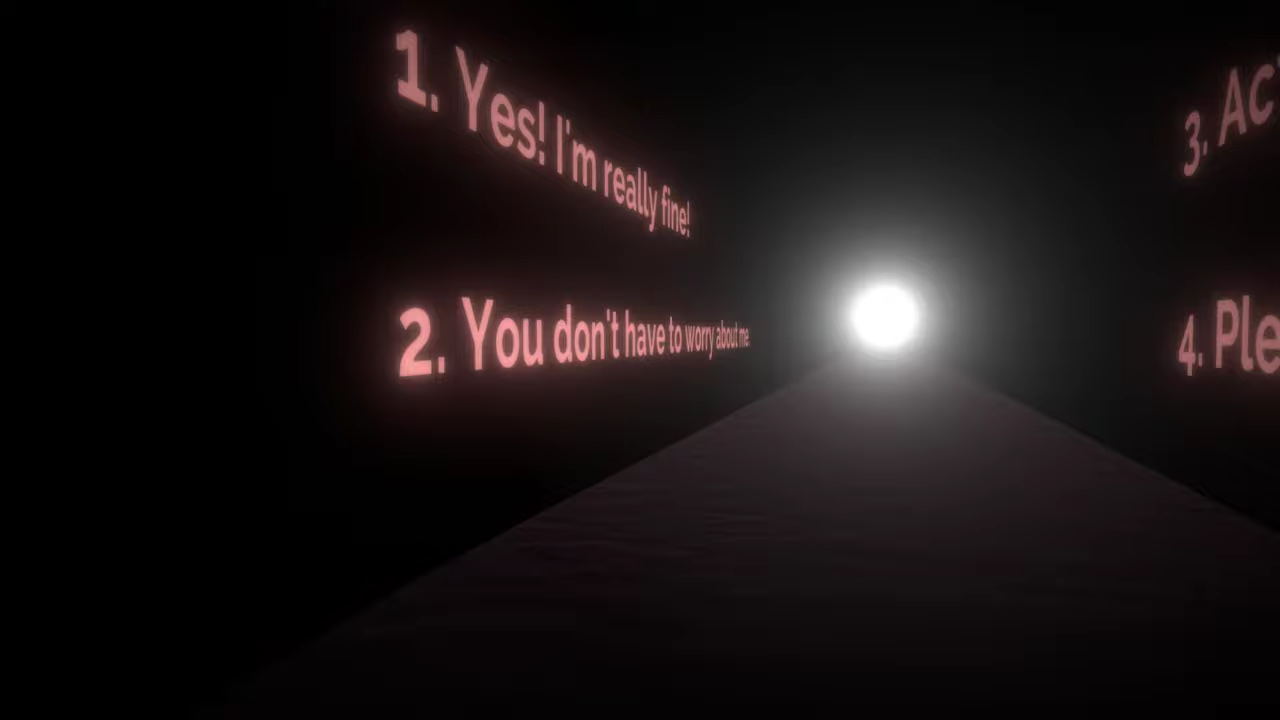 1. Yes! I'm really fine!
2. You don't have to worry about me.
3.
4.